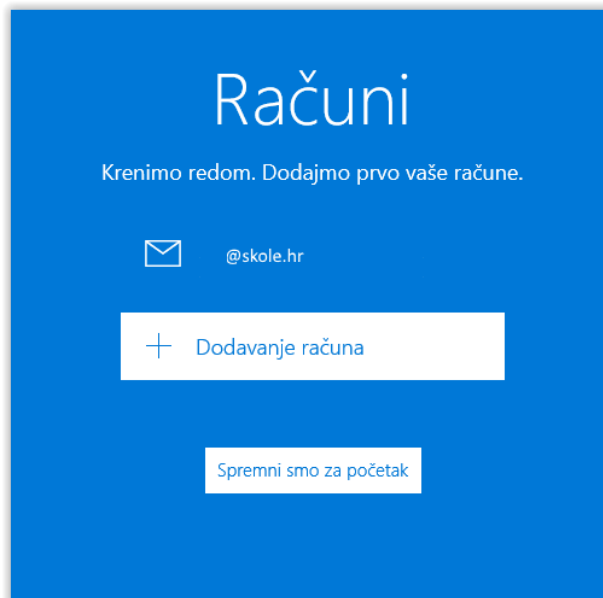 Računi
Krenimo redom. Dodajmo prvo vaše račune.
@skole.hr
Dodavanje računa
Spremni smo za početak